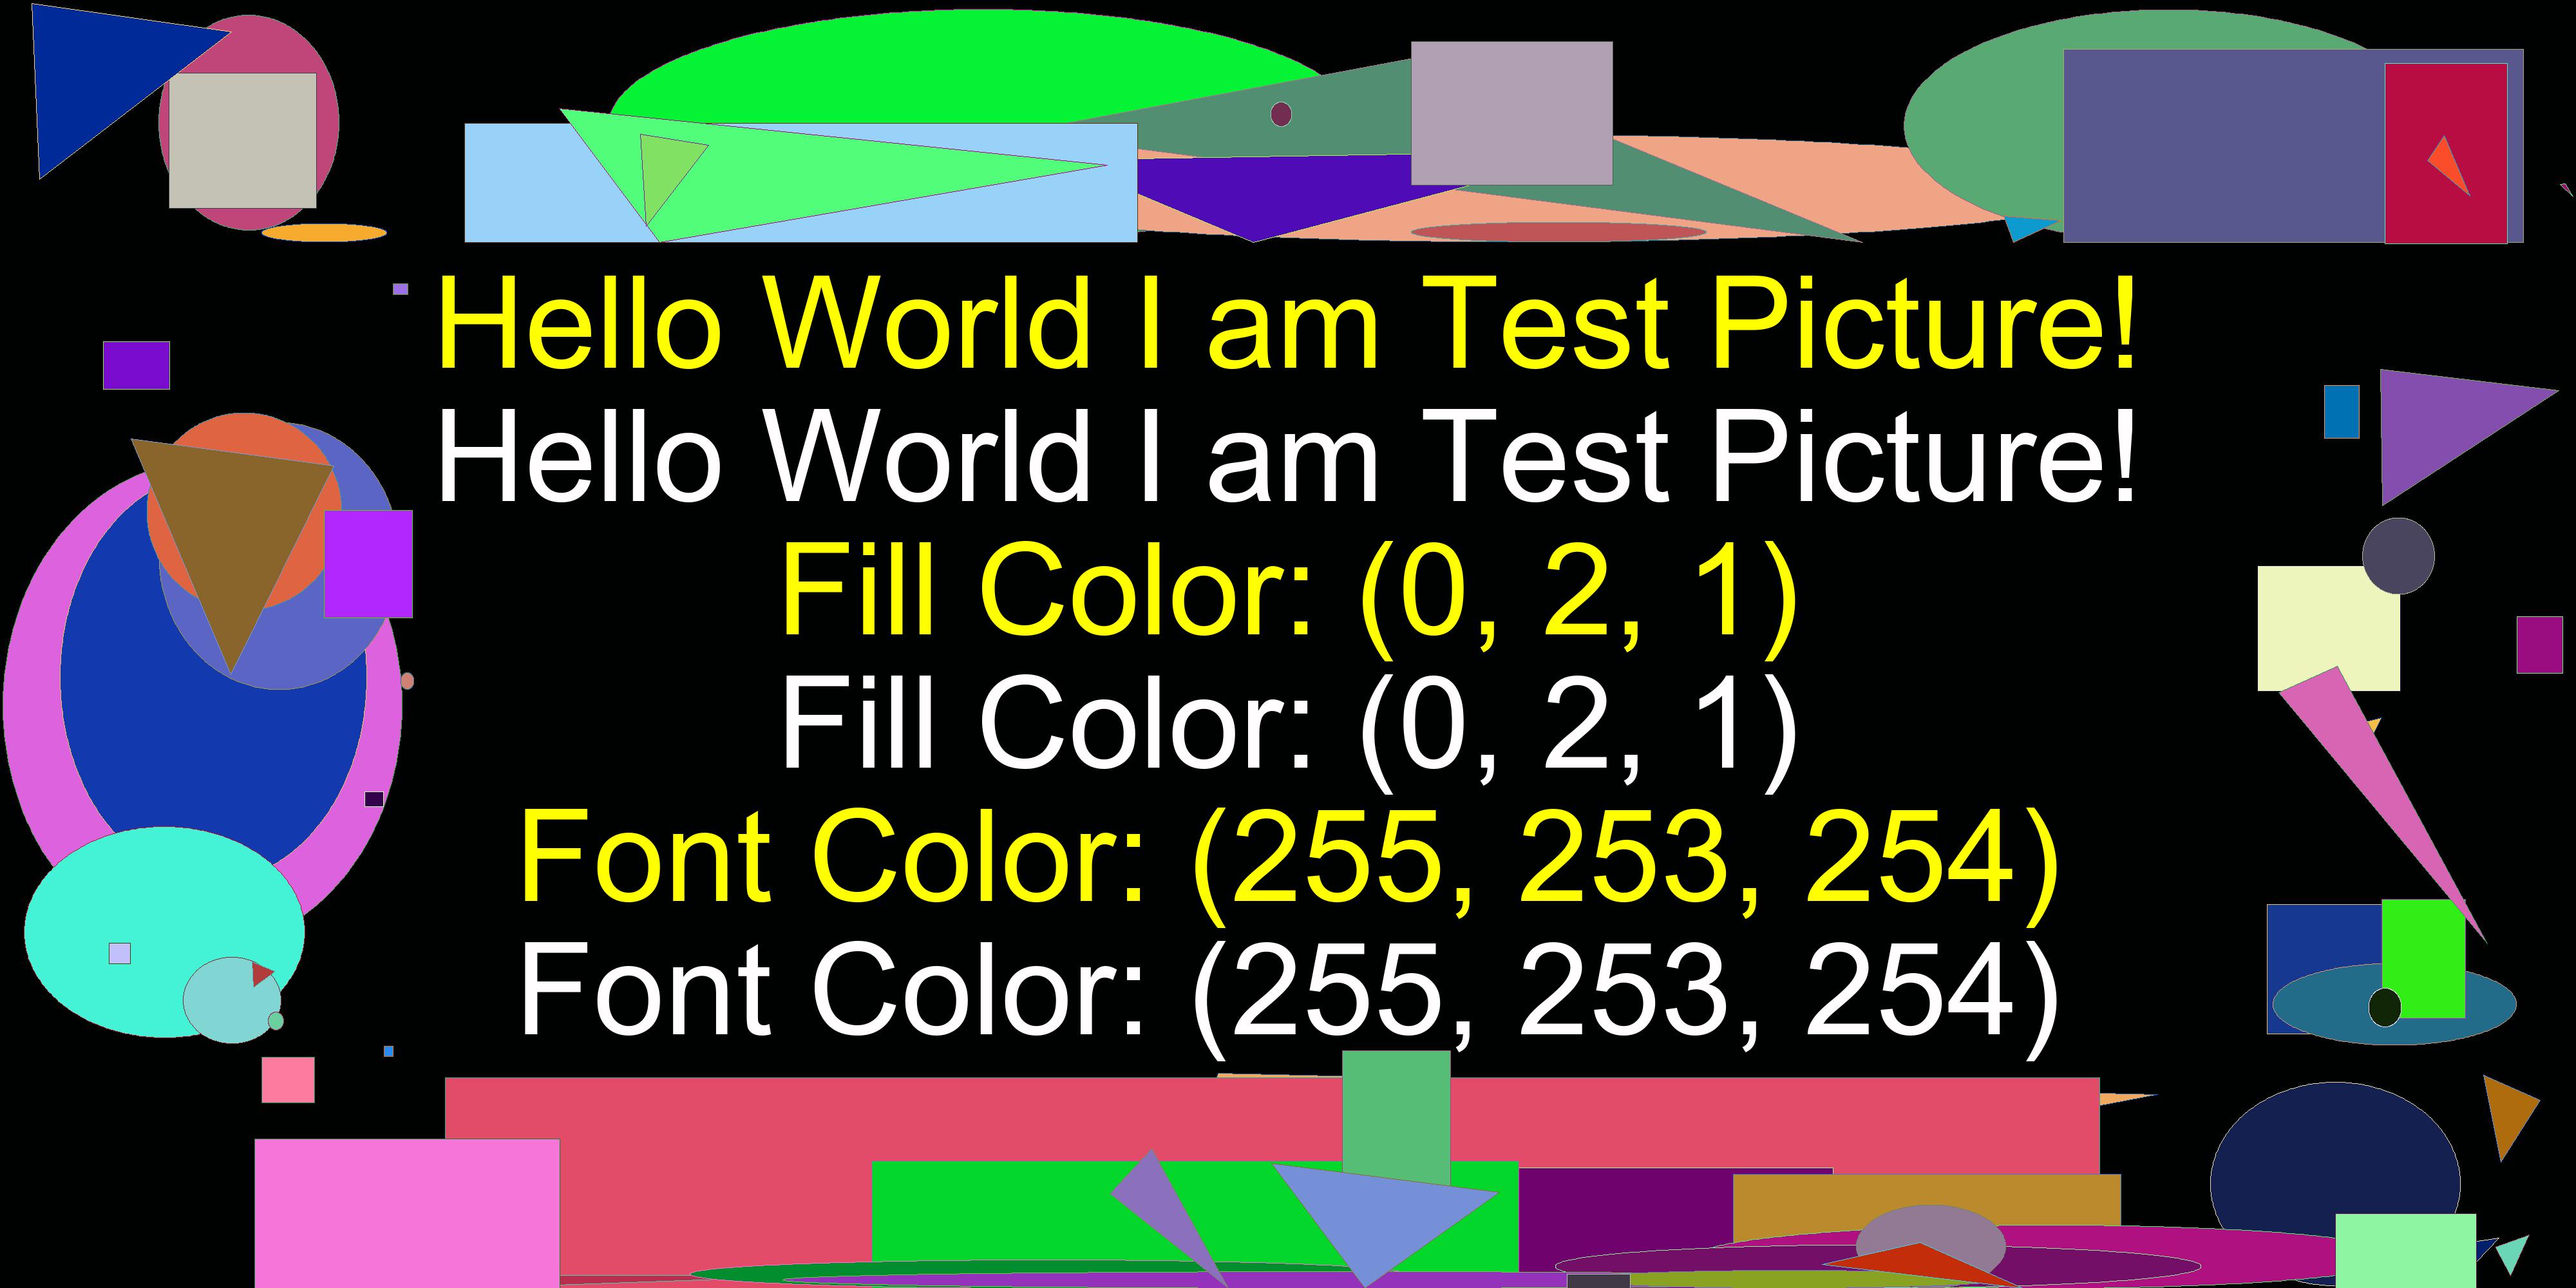 Hello World I am Test Picture!
Hello World I am Test Picture!
Fill Color: (0, 2, 1)
Fill Color: (0, 2, 1)
Font Color: (255, 253, 254)
Font Color: (255, 253, 254)